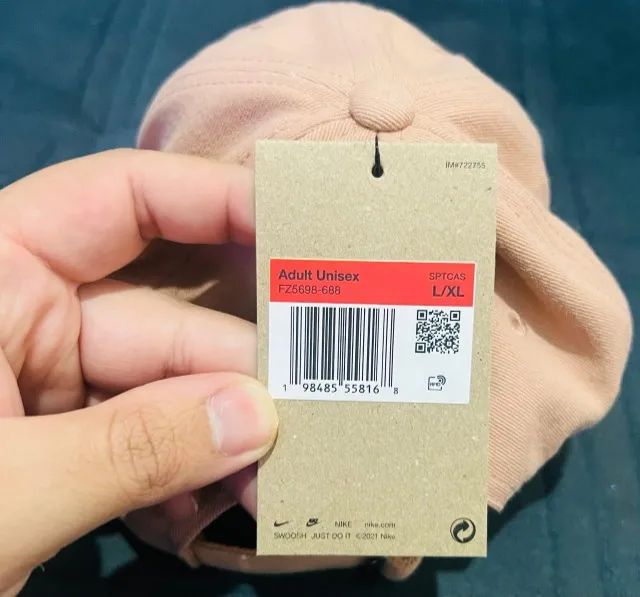 IM#722755
Adult Unisex SPTCAS
FZ5698-688 L/XL
RFID
1 98485 55816 8
NIKE nike.com
SWOOSH JUST DO IT ©2021 Nike